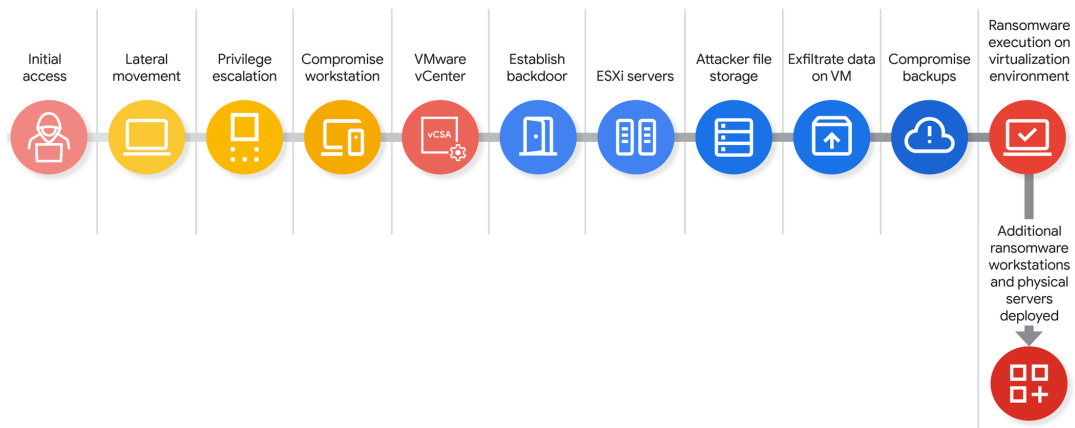 Initial
access
Lateral
movement
Privilege
escalation
Compromise
workstation
VMware
vCenter
Establish
backdoor
ESXi servers
Attacker file
storage
Exfiltrate data
on VM
Compromise
backups
Ransomware
execution on
virtualization
environment
vCSA
Additional
ransomware
workstations
and physical
servers
deployed